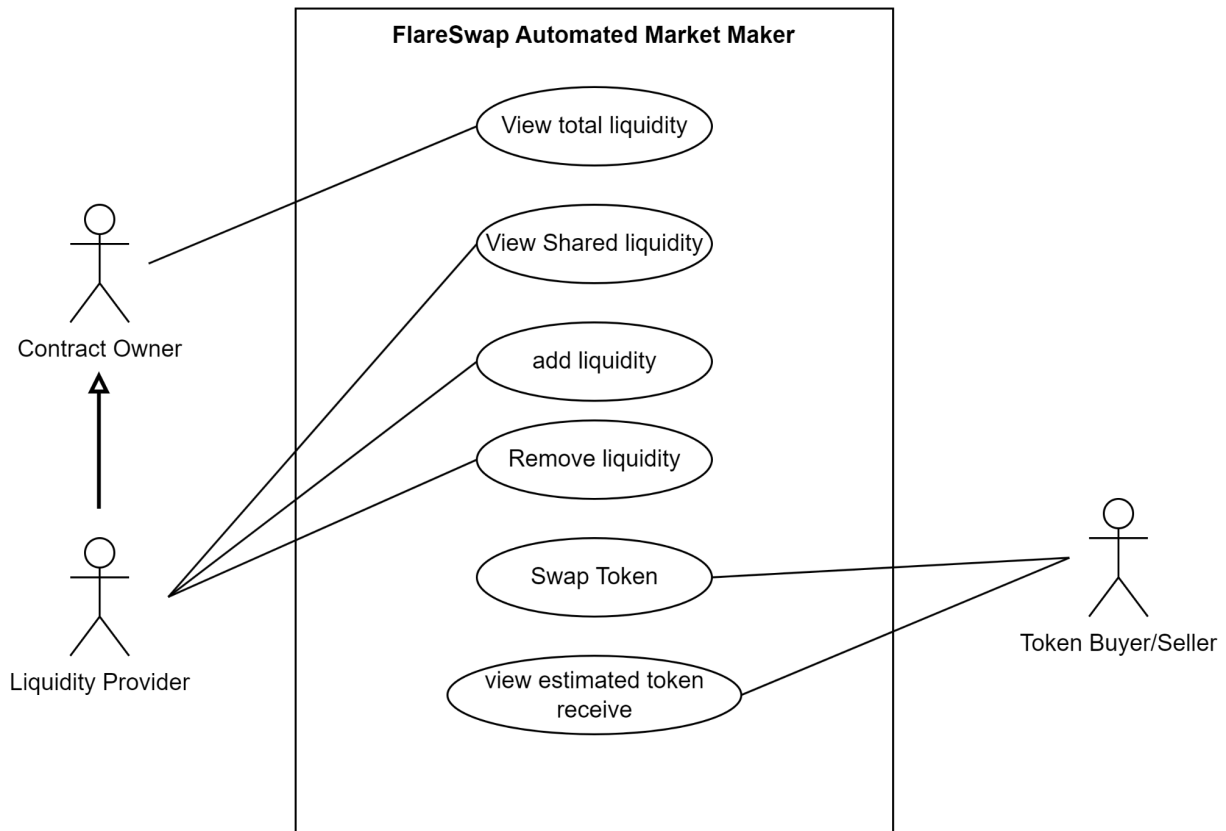 FlareSwap Automated Market Maker
View total liquidity
View Shared liquidity
Contract Owner
add liquidity
Remove liquidity
Swap Token
Token Buyer/Seller
Liquidity Provider
view estimated token
receive